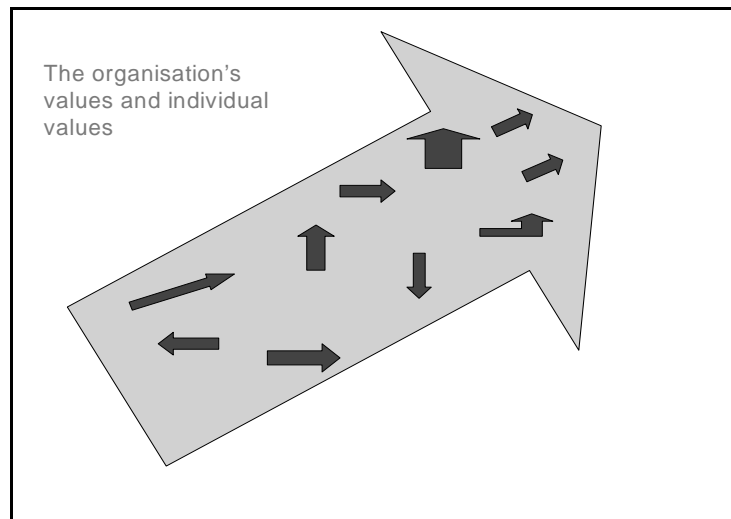 The organisation's
values and individual
values